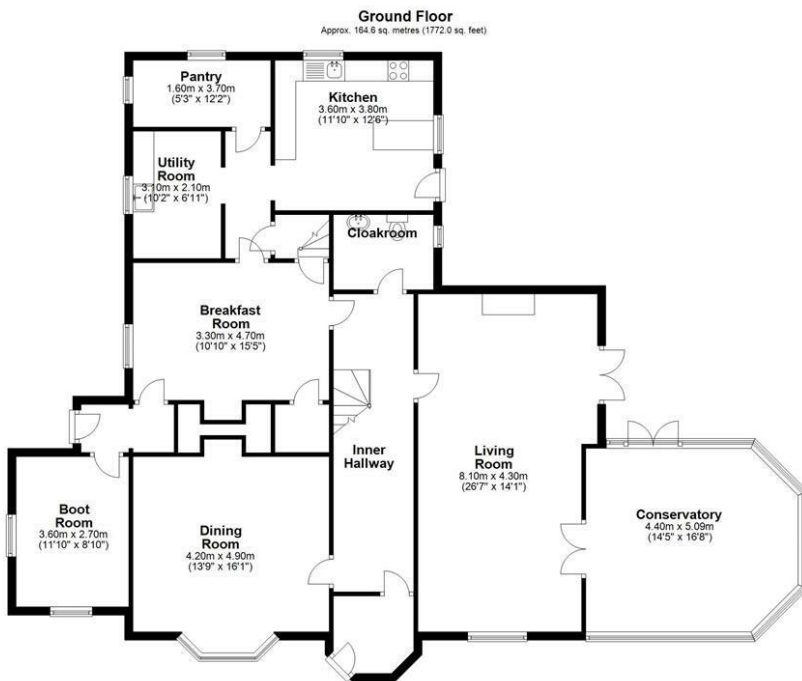 Ground Floor
Approx. 164.6 sq. metres (1772.0 sq. feet)
Pantry
1.60m x 3.70m
(5'3" x 12'2")
Kitchen
3.60m x 3.80m
(11'10" x 12'6")
Utility
Room
3.10m x 2.10m
(10'2" x 6'11")
Cloakroom
Breakfast
Room
3.30m x 4.70m
(10'10" x 15'5")
Inner
Hallway
Living
Room
8.10m x 4.30m
(26'7" x 14'1")
Boot
Room
3.60m x 2.70m
(11'10" x 8'10")
Dining
Room
4.20m x 4.90m
(13'9" x 16'1")
Conservatory
4.40m x 5.09m
(14'5" x 16'8")